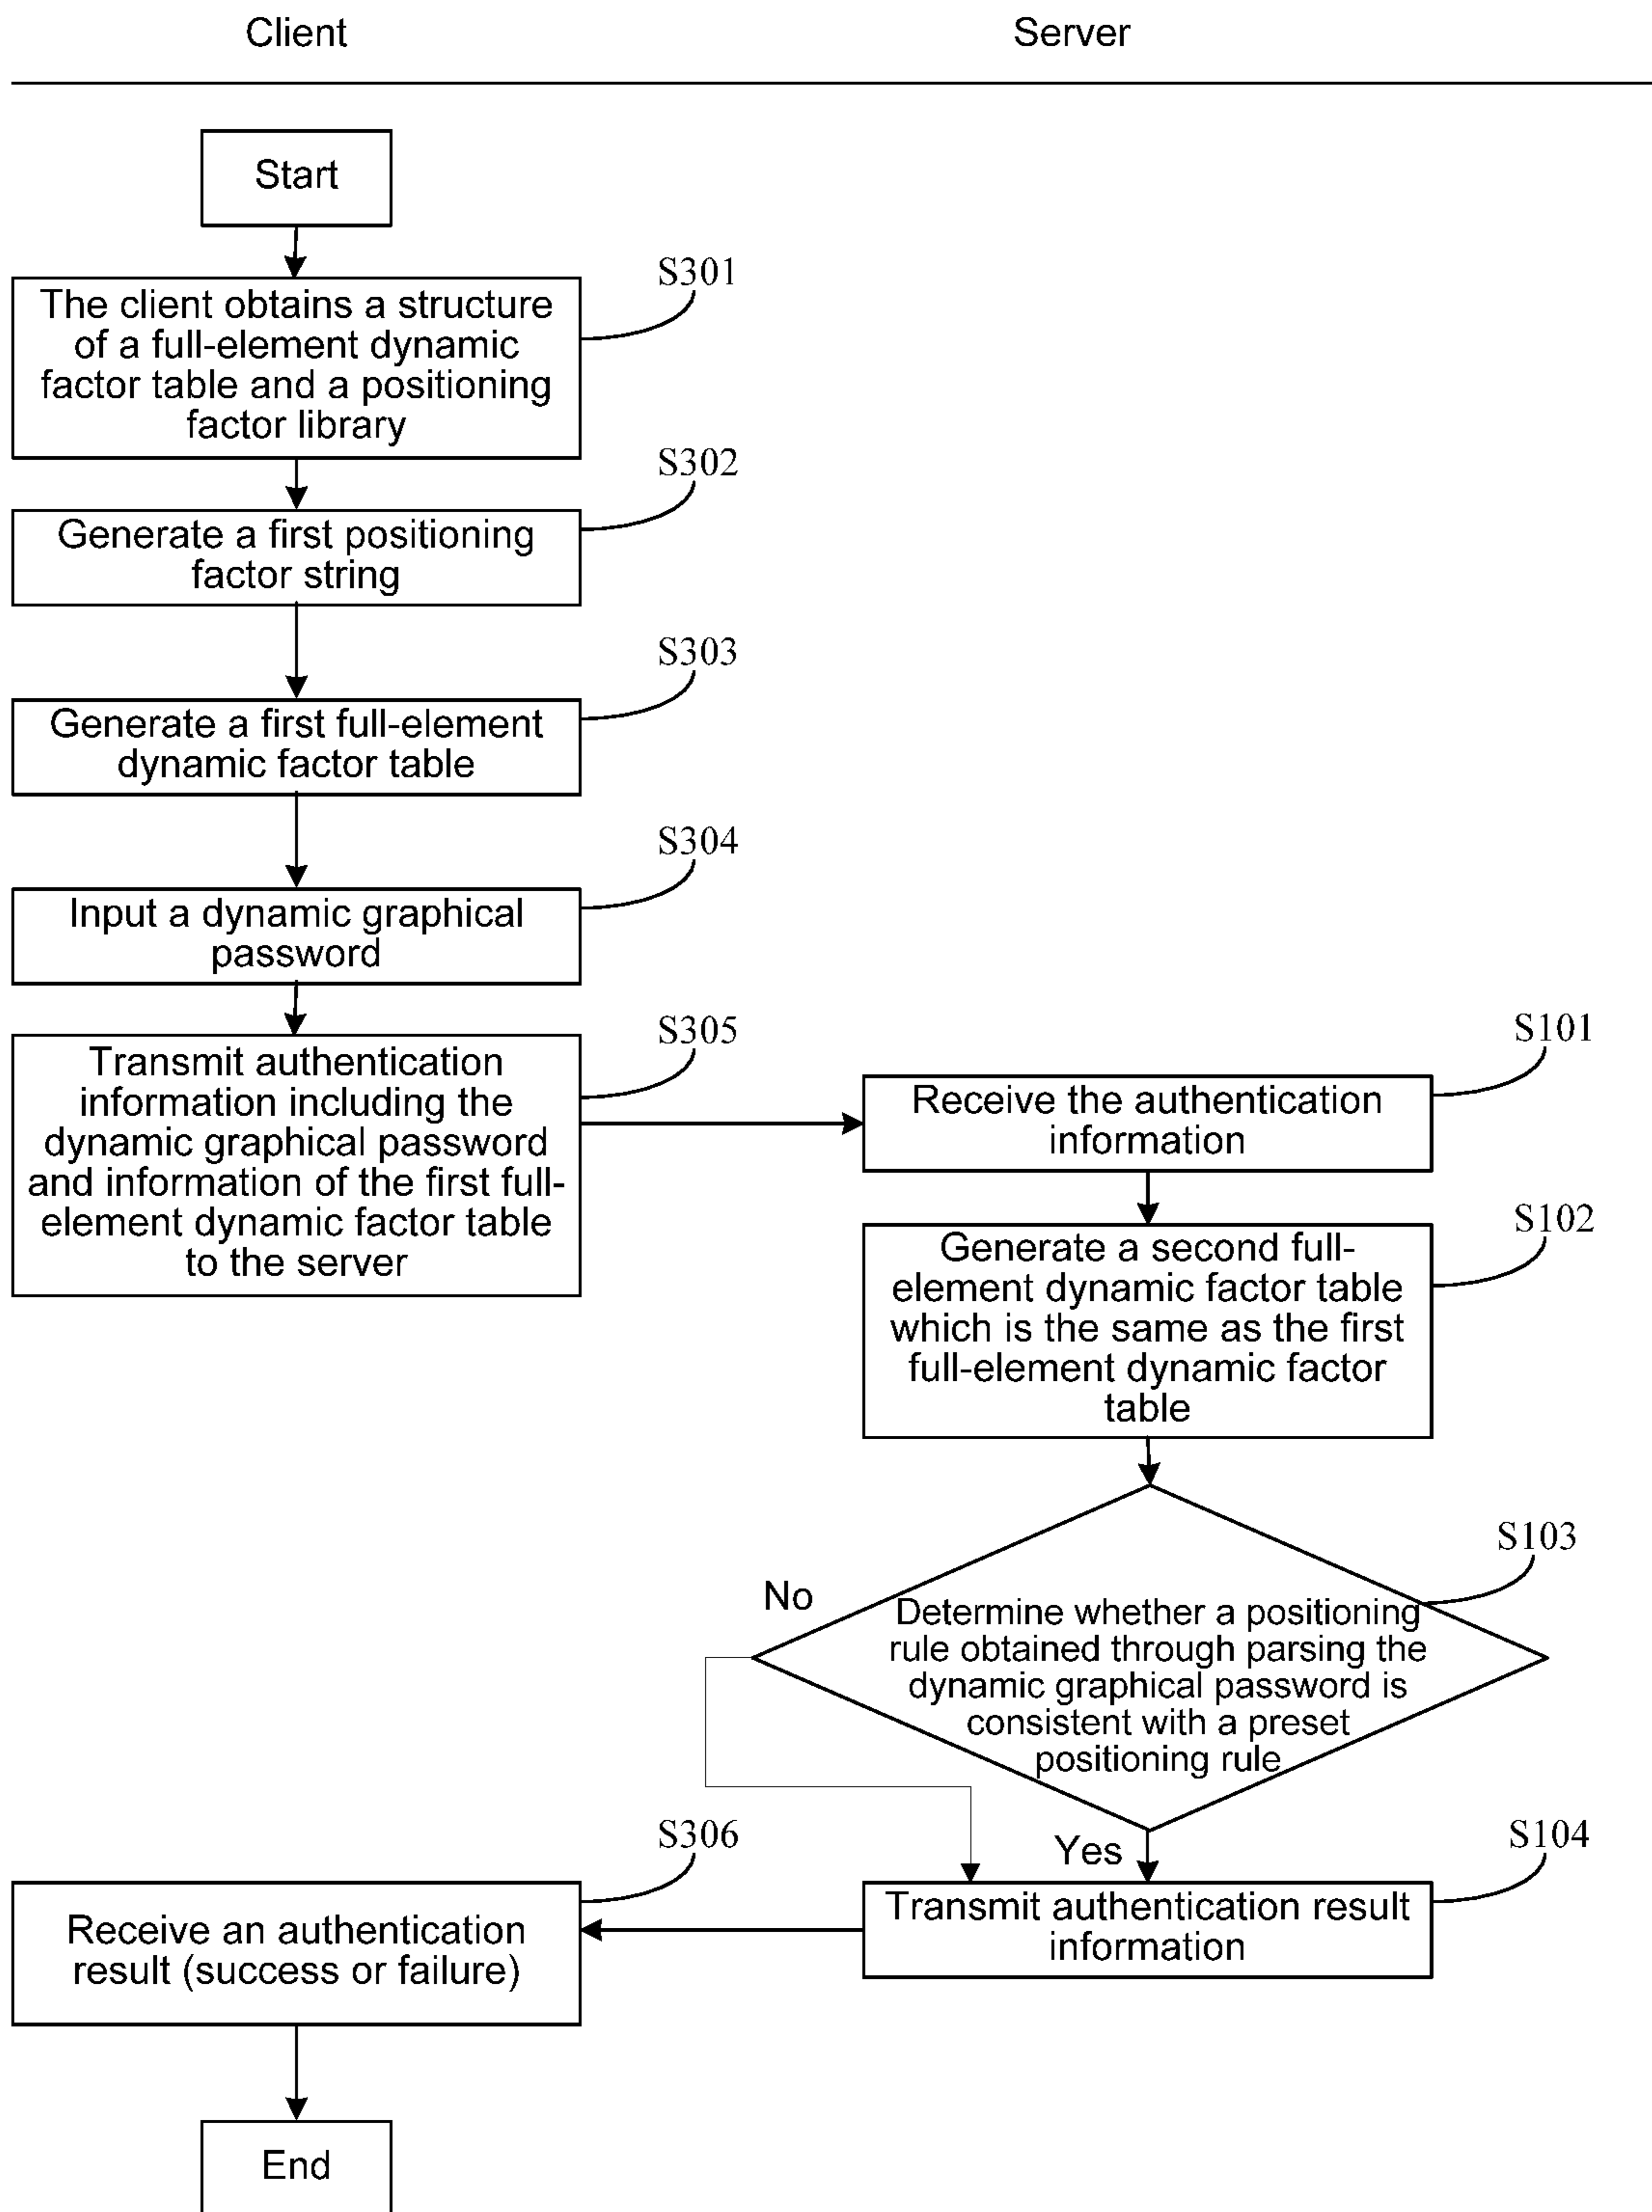 Client
Server
Start
S301
The client obtains a structure
of a full-element dynamic
factor table and a positioning
factor library
S302
Generate a first positioning
factor string
S303
Generate a first full-element
dynamic factor table
S304
Input a dynamic graphical
password
S305
Transmit authentication
information including the
dynamic graphical password
and information of the first full-
element dynamic factor table
to the server
S101
Receive the authentication
information
S102
Generate a second full-
element dynamic factor table
which is the same as the first
full-element dynamic factor
table
S103
No
Determine whether a positioning
rule obtained through parsing the
dynamic graphical password is
consistent with a preset
positioning rule
Yes
S104
Transmit authentication result
information
S306
Receive an authentication
result (success or failure)
End